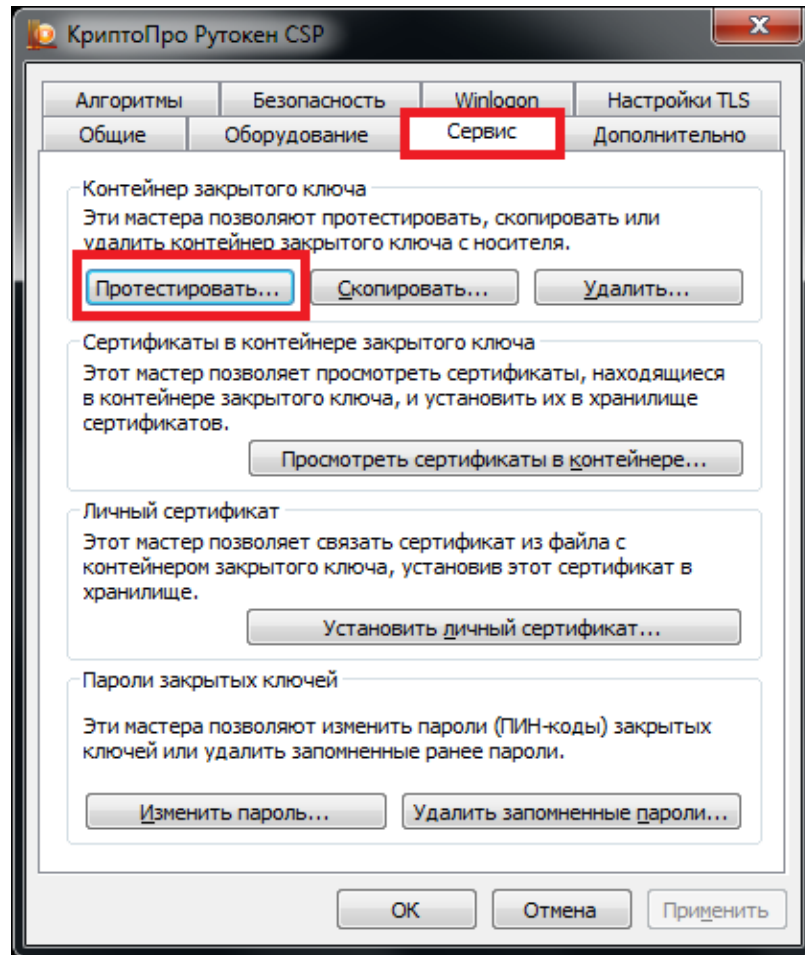 КриптоПро Рутокен CSP
Алгоритмы Безопасность Winlogon Настройки TLS
Общие Оборудование Сервис Дополнительно
Контейнер закрытого ключа
Эти мастера позволяют протестировать, скопировать или
удалить контейнер закрытого ключа с носителя.
Протестировать... Скопировать... Удалить...
Сертификаты в контейнере закрытого ключа
Этот мастер позволяет просмотреть сертификаты, находящиеся
в контейнере закрытого ключа, и установить их в хранилище
сертификатов.
Просмотреть сертификаты в контейнере...
Личный сертификат
Этот мастер позволяет связать сертификат из файла с
контейнером закрытого ключа, установив этот сертификат в
хранилище.
Установить личный сертификат...
Пароли закрытых ключей
Эти мастера позволяют изменить пароли (ПИН-коды) закрытых
ключей или удалить запомненные ранее пароли.
Изменить пароль... Удалить запомненные пароли...
ОК Отмена Применить